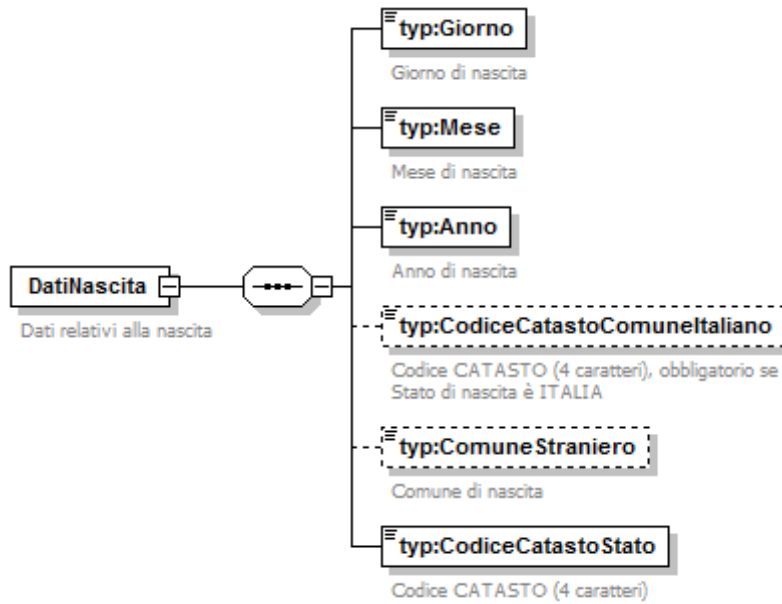 typ:Giorno
Giorno di nascita
typ:Mese
Mese di nascita
typ:Anno
Anno di nascita
DatiNascita
Dati relativi alla nascita
typ:CodiceCatastoComuneItaliano
Codice CATASTO (4 caratteri), obbligatorio se
Stato di nascita è ITALIA
typ:ComuneStraniero
Comune di nascita
typ:CodiceCatastoStato
Codice CATASTO (4 caratteri)